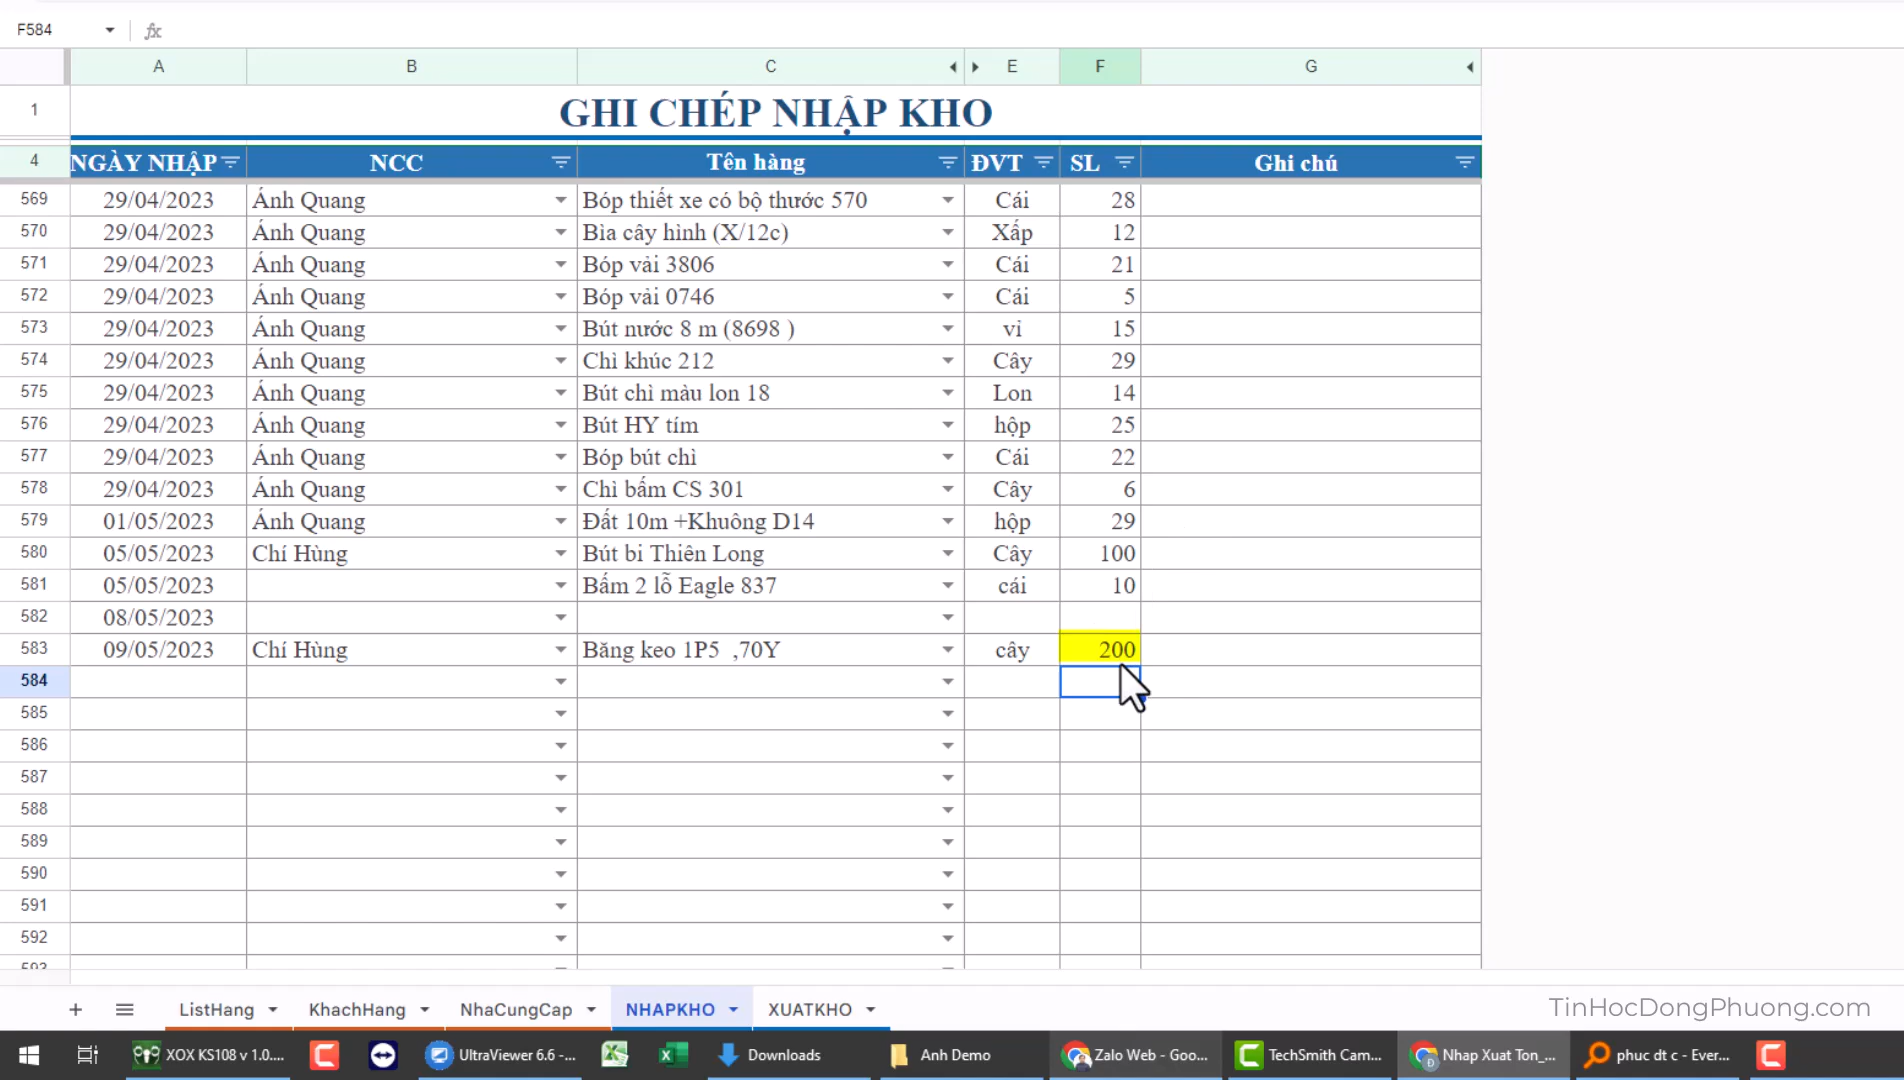 F584
A B C E F G
1 GHI CHÉP NHẬP KHO
4 NGÀY NHẬP NCC Tên hàng ĐVT SL Ghi chú
569 29/04/2023 Ánh Quang Bóp thiết xe có bộ thước 570 Cái 28
570 29/04/2023 Ánh Quang Bìa cây hình (X/12c) Xấp 12
571 29/04/2023 Ánh Quang Bóp vải 3806 Cái 21
572 29/04/2023 Ánh Quang Bóp vải 0746 Cái 5
573 29/04/2023 Ánh Quang Bút nước 8 m (8698 ) vỉ 15
574 29/04/2023 Ánh Quang Chì khúc 212 Cây 29
575 29/04/2023 Ánh Quang Bút chì màu lon 18 Lon 14
576 29/04/2023 Ánh Quang Bút HY tím hộp 25
577 29/04/2023 Ánh Quang Bóp bút chì Cái 22
578 29/04/2023 Ánh Quang Chì bấm CS 301 Cây 6
579 01/05/2023 Ánh Quang Đất 10m +Khuông D14 hộp 29
580 05/05/2023 Chí Hùng Bút bi Thiên Long Cây 100
581 05/05/2023 Bấm 2 lỗ Eagle 837 cái 10
582 08/05/2023
583 09/05/2023 Chí Hùng Băng keo 1P5 ,70Y cây 200
584
585
586
587
588
589
590
591
592
593
ListHang KhachHang NhaCungCap NHAPKHO XUATKHO
TinHocDongPhuong.com
XOX KS108 v 1.0.... UltraViewer 6.6 -... Downloads Anh Demo Zalo Web - Goo... TechSmith Cam... Nhap Xuat Ton_... phuc dt c - Ever...